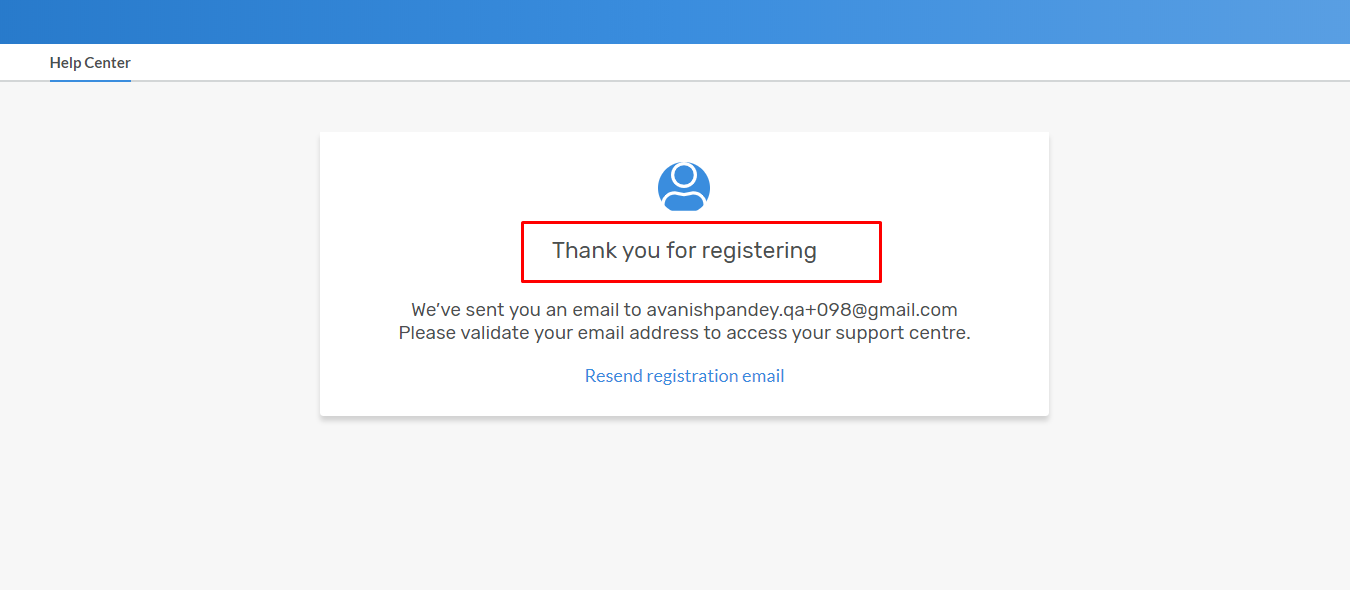 Help Center
Thank you for registering
We’ve sent you an email to avanishpandey.qa+098@gmail.com
Please validate your email address to access your support centre.
Resend registration email